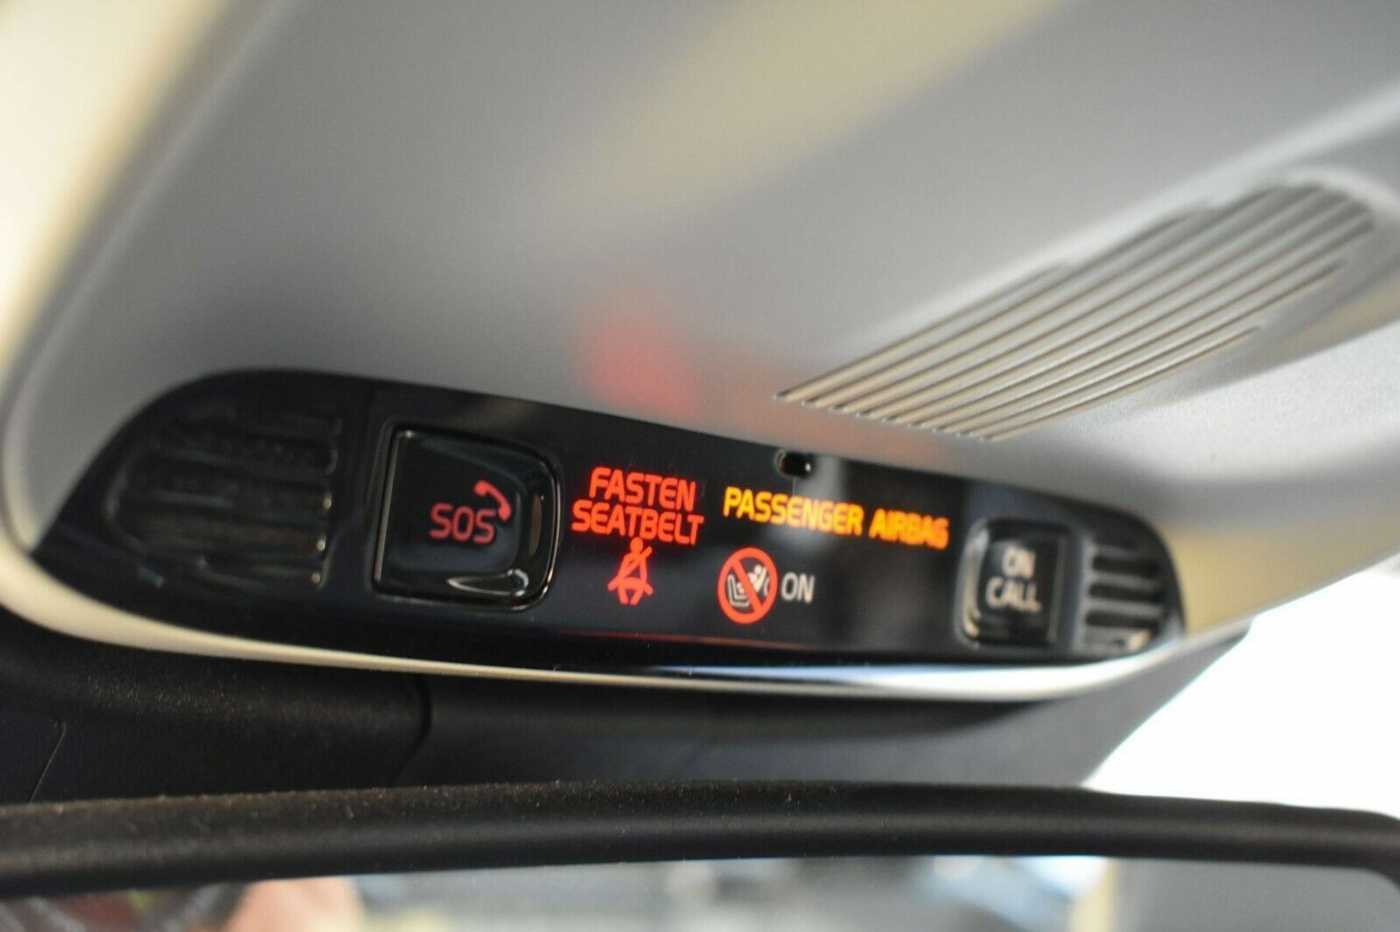 SOS
FASTEN
SEATBELT
PASSENGER AIRBAG
ON
ON
CALL